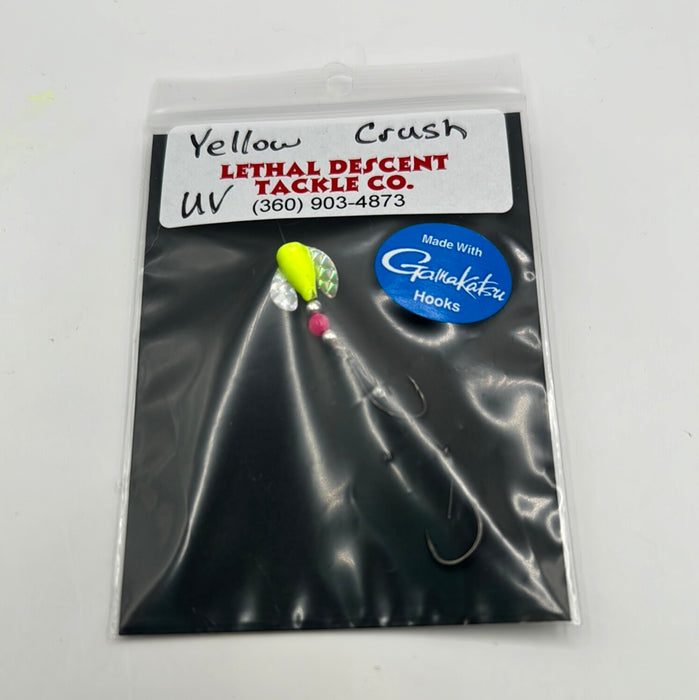 Yellow Crush
LETHAL DESCENT
TACKLE CO.
UV
(360) 903-4873
Made With
Gamakatsu
Hooks